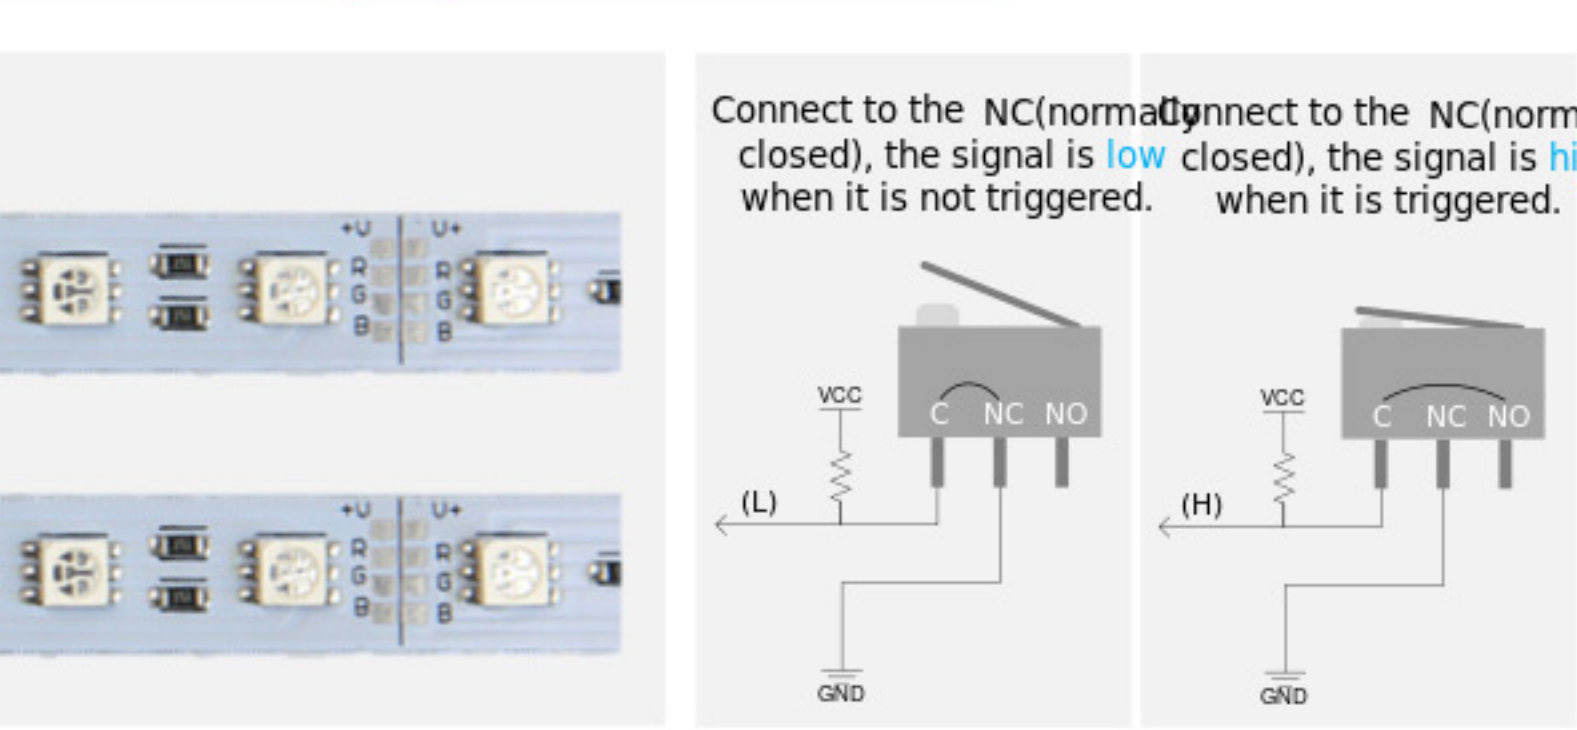 +U U+
R R
G G
B B
+U U+
R R
G G
B B
Connect to the NC(normally
closed), the signal is low
when it is not triggered.
VCC
C NC NO
(L)
GND
Connect to the NC(norm
closed), the signal is hi
when it is triggered.
VCC
C NC NO
(H)
GND